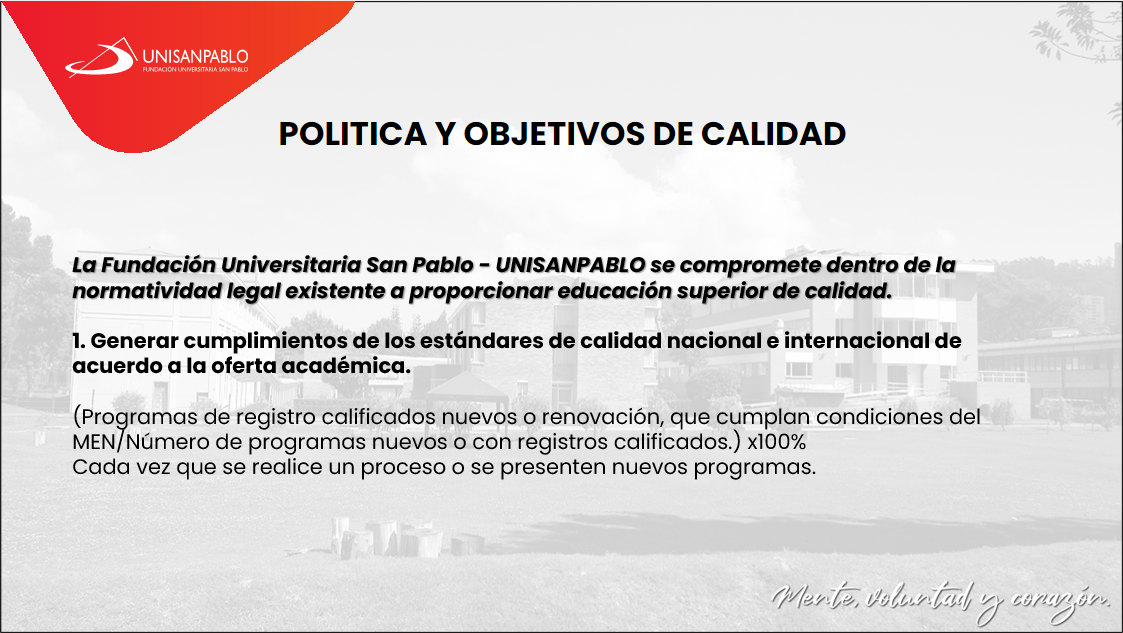 UNISANPABLO
FUNDACIÓN UNIVERSITARIA SAN PABLO
POLITICA Y OBJETIVOS DE CALIDAD
La Fundación Universitaria San Pablo - UNISANPABLO se compromete dentro de la
normatividad legal existente a proporcionar educación superior de calidad.
1. Generar cumplimientos de los estándares de calidad nacional e internacional de
acuerdo a la oferta académica.
(Programas de registro calificados nuevos o renovación, que cumplan condiciones del
MEN/Número de programas nuevos o con registros calificados.) x100%
Cada vez que se realice un proceso o se presenten nuevos programas.
Mente, voluntad y corazón.